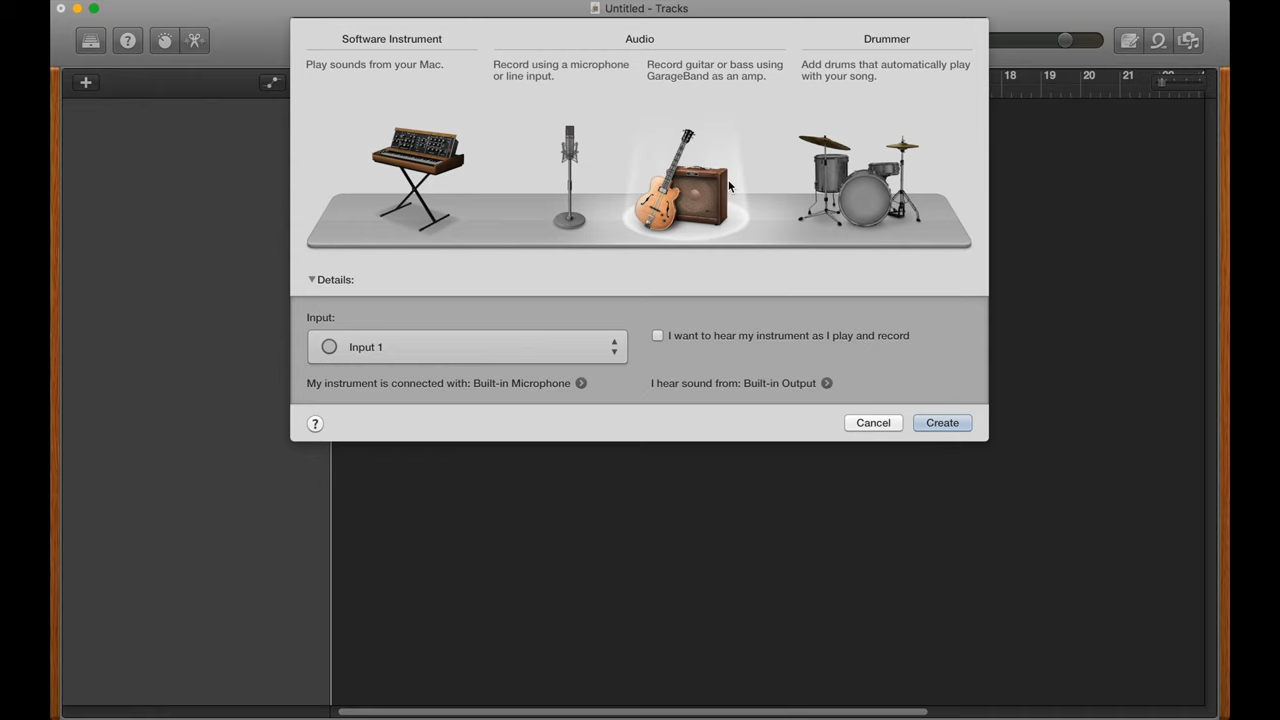 Untitled - Tracks
Software Instrument
Audio
Drummer
Play sounds from your Mac.
Record using a microphone
or line input.
Record guitar or bass using
GarageBand as an amp.
Add drums that automatically play
with your song.
18 19 20 21
Details:
Input:
Input 1
I want to hear my instrument as I play and record
My instrument is connected with: Built-in Microphone
I hear sound from: Built-in Output
?
Cancel
Create